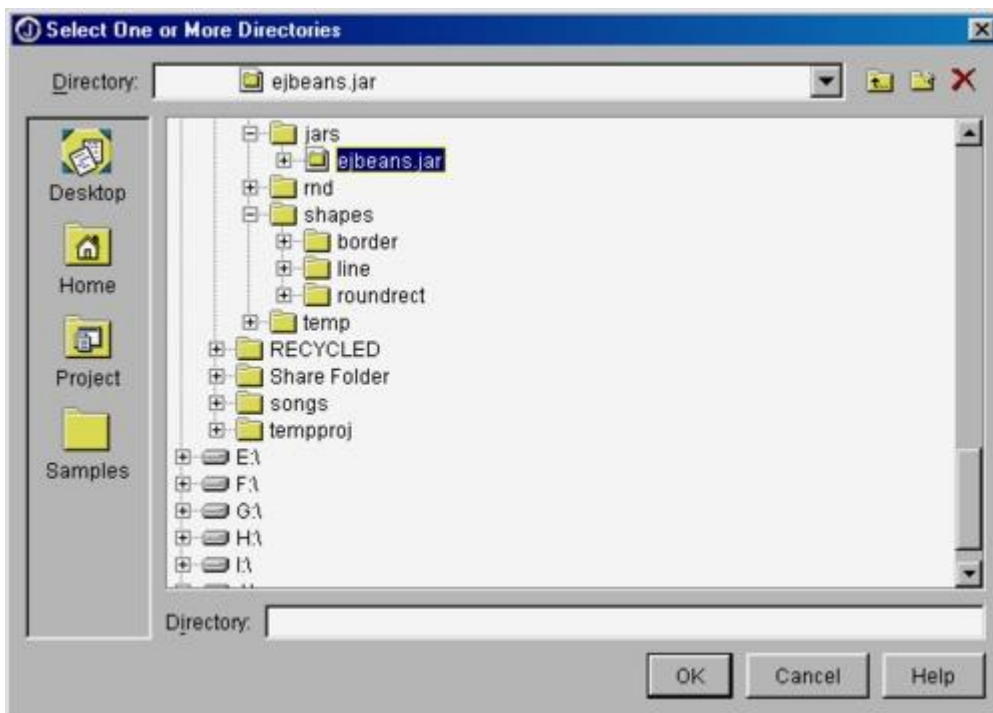 Select One or More Directories
Directory: ejbeans.jar
jars
ejbeans.jar
rnd
shapes
border
line
roundrect
temp
RECYCLED
Share Folder
songs
tempproj
E:\
F:\
G:\
H:\
I:\
Desktop
Home
Project
Samples
Directory:
OK Cancel Help